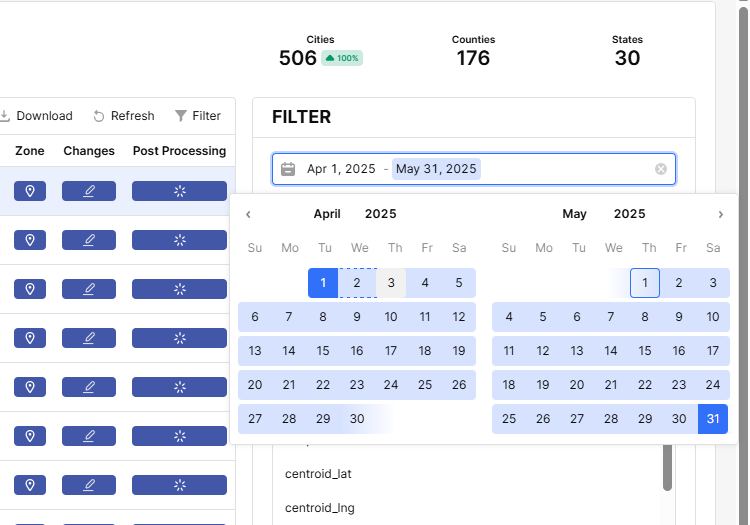 Cities
Counties
States
506
100%
176
30
Download
Refresh
Filter
FILTER
Zone
Changes
Post Processing
Apr 1, 2025 - May 31, 2025
April 2025
May 2025
Su Mo Tu We Th Fr Sa
Su Mo Tu We Th Fr Sa
1 2 3 4 5
1 2 3
6 7 8 9 10 11 12
4 5 6 7 8 9 10
13 14 15 16 17 18 19
11 12 13 14 15 16 17
20 21 22 23 24 25 26
18 19 20 21 22 23 24
27 28 29 30
25 26 27 28 29 30 31
centroid_lat
centroid_lng